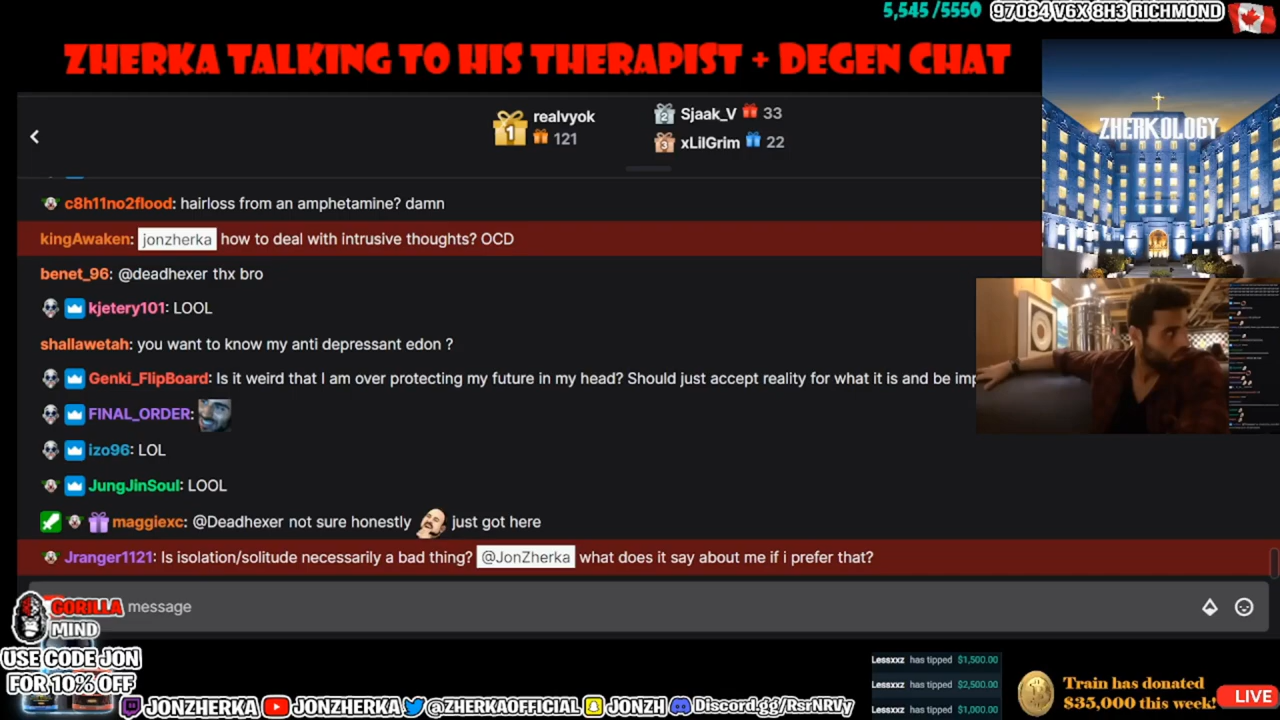 5,545 /5550
97084 V6X 8H3 RICHMOND
ZHERKA TALKING TO HIS THERAPIST + DEGEN CHAT
ZHERKOLOGY
1 realvyok
121
2 Sjaak_V 33
3 xLilGrim 22
c8h11no2flood: hairloss from an amphetamine? damn
kingAwaken: jonzherka how to deal with intrusive thoughts? OCD
benet_96: @deadhexer thx bro
kjetery101: LOOL
shallawetah: you want to know my anti depressant edon ?
Genki_FlipBoard: Is it weird that I am over protecting my future in my head? Should just accept reality for what it is and be imp
FINAL_ORDER:
izo96: LOL
JungJinSoul: LOOL
maggiexc: @Deadhexer not sure honestly just got here
Jranger1121: Is isolation/solitude necessarily a bad thing? @JonZherka what does it say about me if i prefer that?
message
GORILLA
MIND
USE CODE JON
FOR 10% OFF
JONZHERKA JONZHERKA @ZHERKAOFFICIAL JONZH Discord.gg/RsrNRVy
Lessxxz has tipped $1,500.00
Lessxxz has tipped $2,500.00
Lessxxz has tipped $1,000.00
Train has donated
$35,000 this week!
LIVE